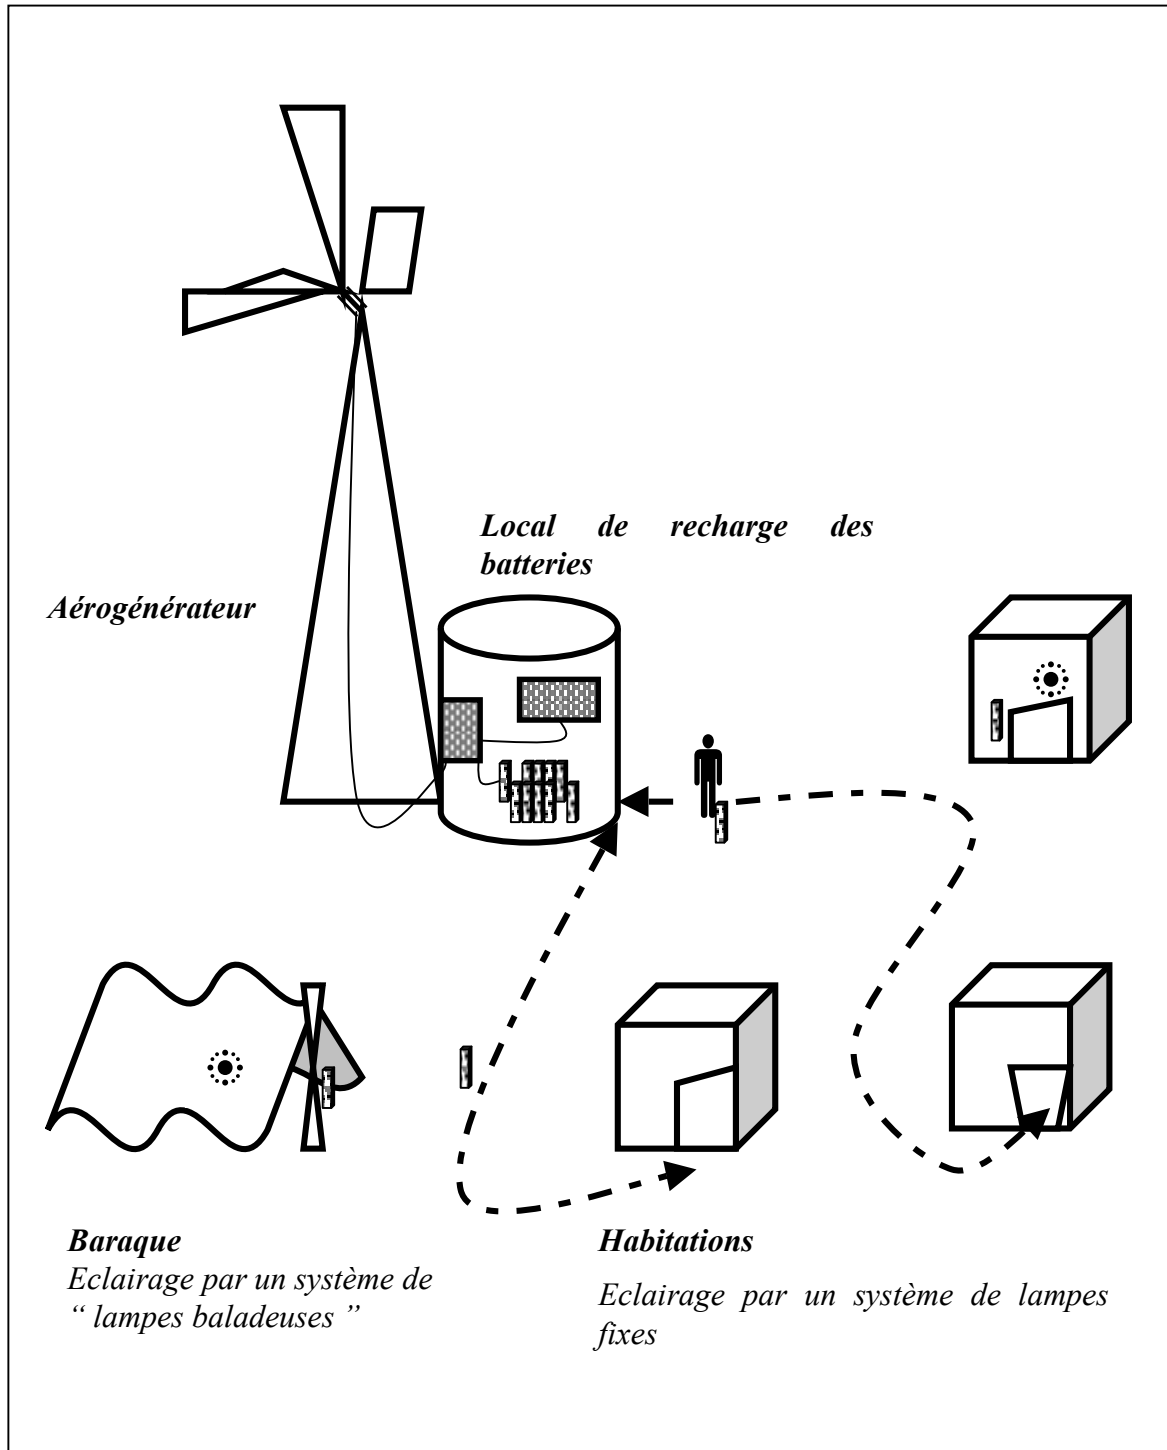 Local de recharge des
batteries
Aérogénérateur
Baraque
Eclairage par un système de
“ lampes baladeuses ”
Habitations
Eclairage par un système de lampes
fixes